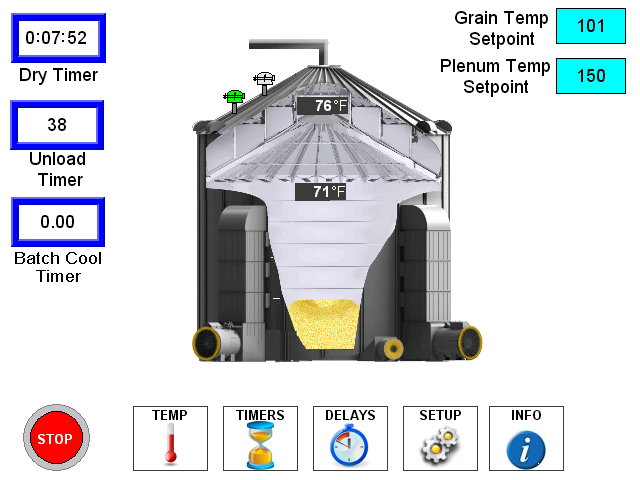 0:07:52
Dry Timer
38
Unload
Timer
0.00
Batch Cool
Timer
Grain Temp
Setpoint
101
Plenum Temp
Setpoint
150
76°F
71°F
STOP
TEMP
TIMERS
DELAYS
SETUP
INFO